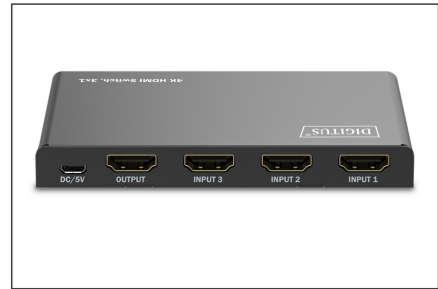 4K HDMI Switch, 3x1
DIGITUS®
DC/5V OUTPUT INPUT 3 INPUT 2 INPUT 1